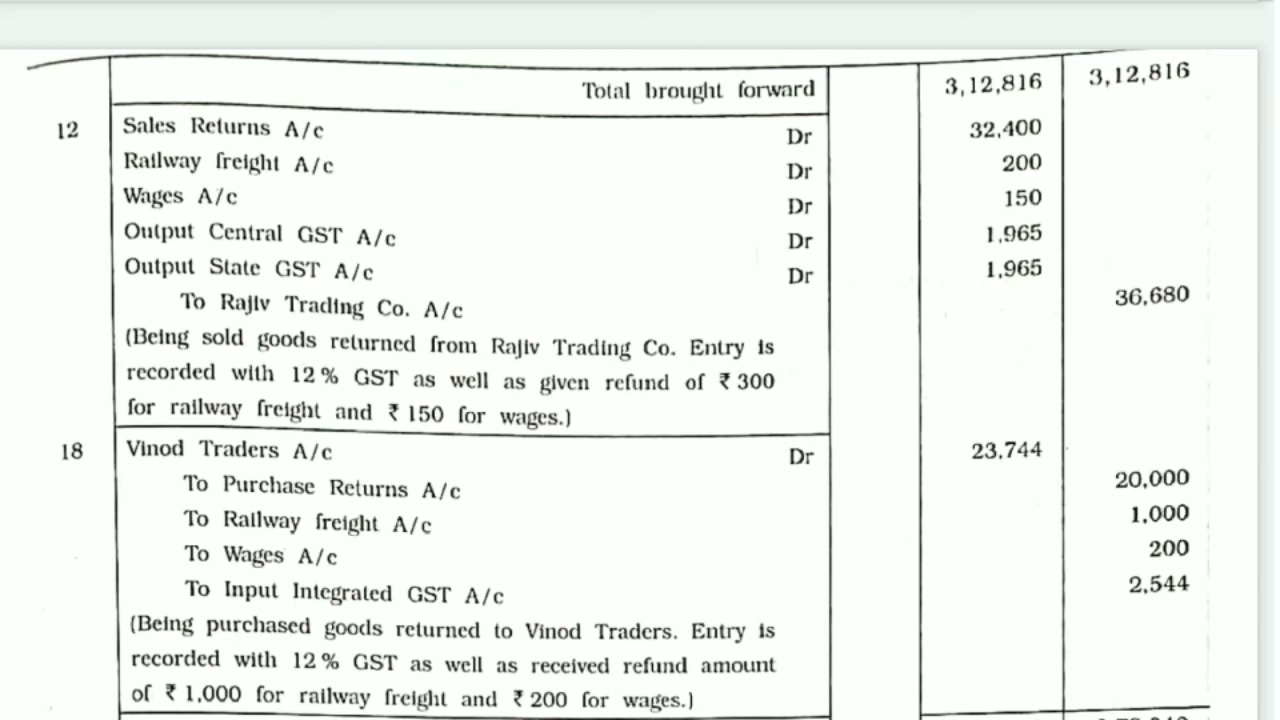 Total brought forward 3,12,816 3,12,816
12 Sales Returns A/c Dr 32,400
Railway freight A/c Dr 200
Wages A/c Dr 150
Output Central GST A/c Dr 1,965
Output State GST A/c Dr 1,965
To Rajiv Trading Co. A/c 36,680
(Being sold goods returned from Rajiv Trading Co. Entry is
recorded with 12 % GST as well as given refund of ₹ 300
for railway freight and ₹ 150 for wages.)
18 Vinod Traders A/c Dr 23,744
To Purchase Returns A/c 20,000
To Railway freight A/c 1,000
To Wages A/c 200
To Input Integrated GST A/c 2,544
(Being purchased goods returned to Vinod Traders. Entry is
recorded with 12 % GST as well as received refund amount
of ₹ 1,000 for railway freight and ₹ 200 for wages.)